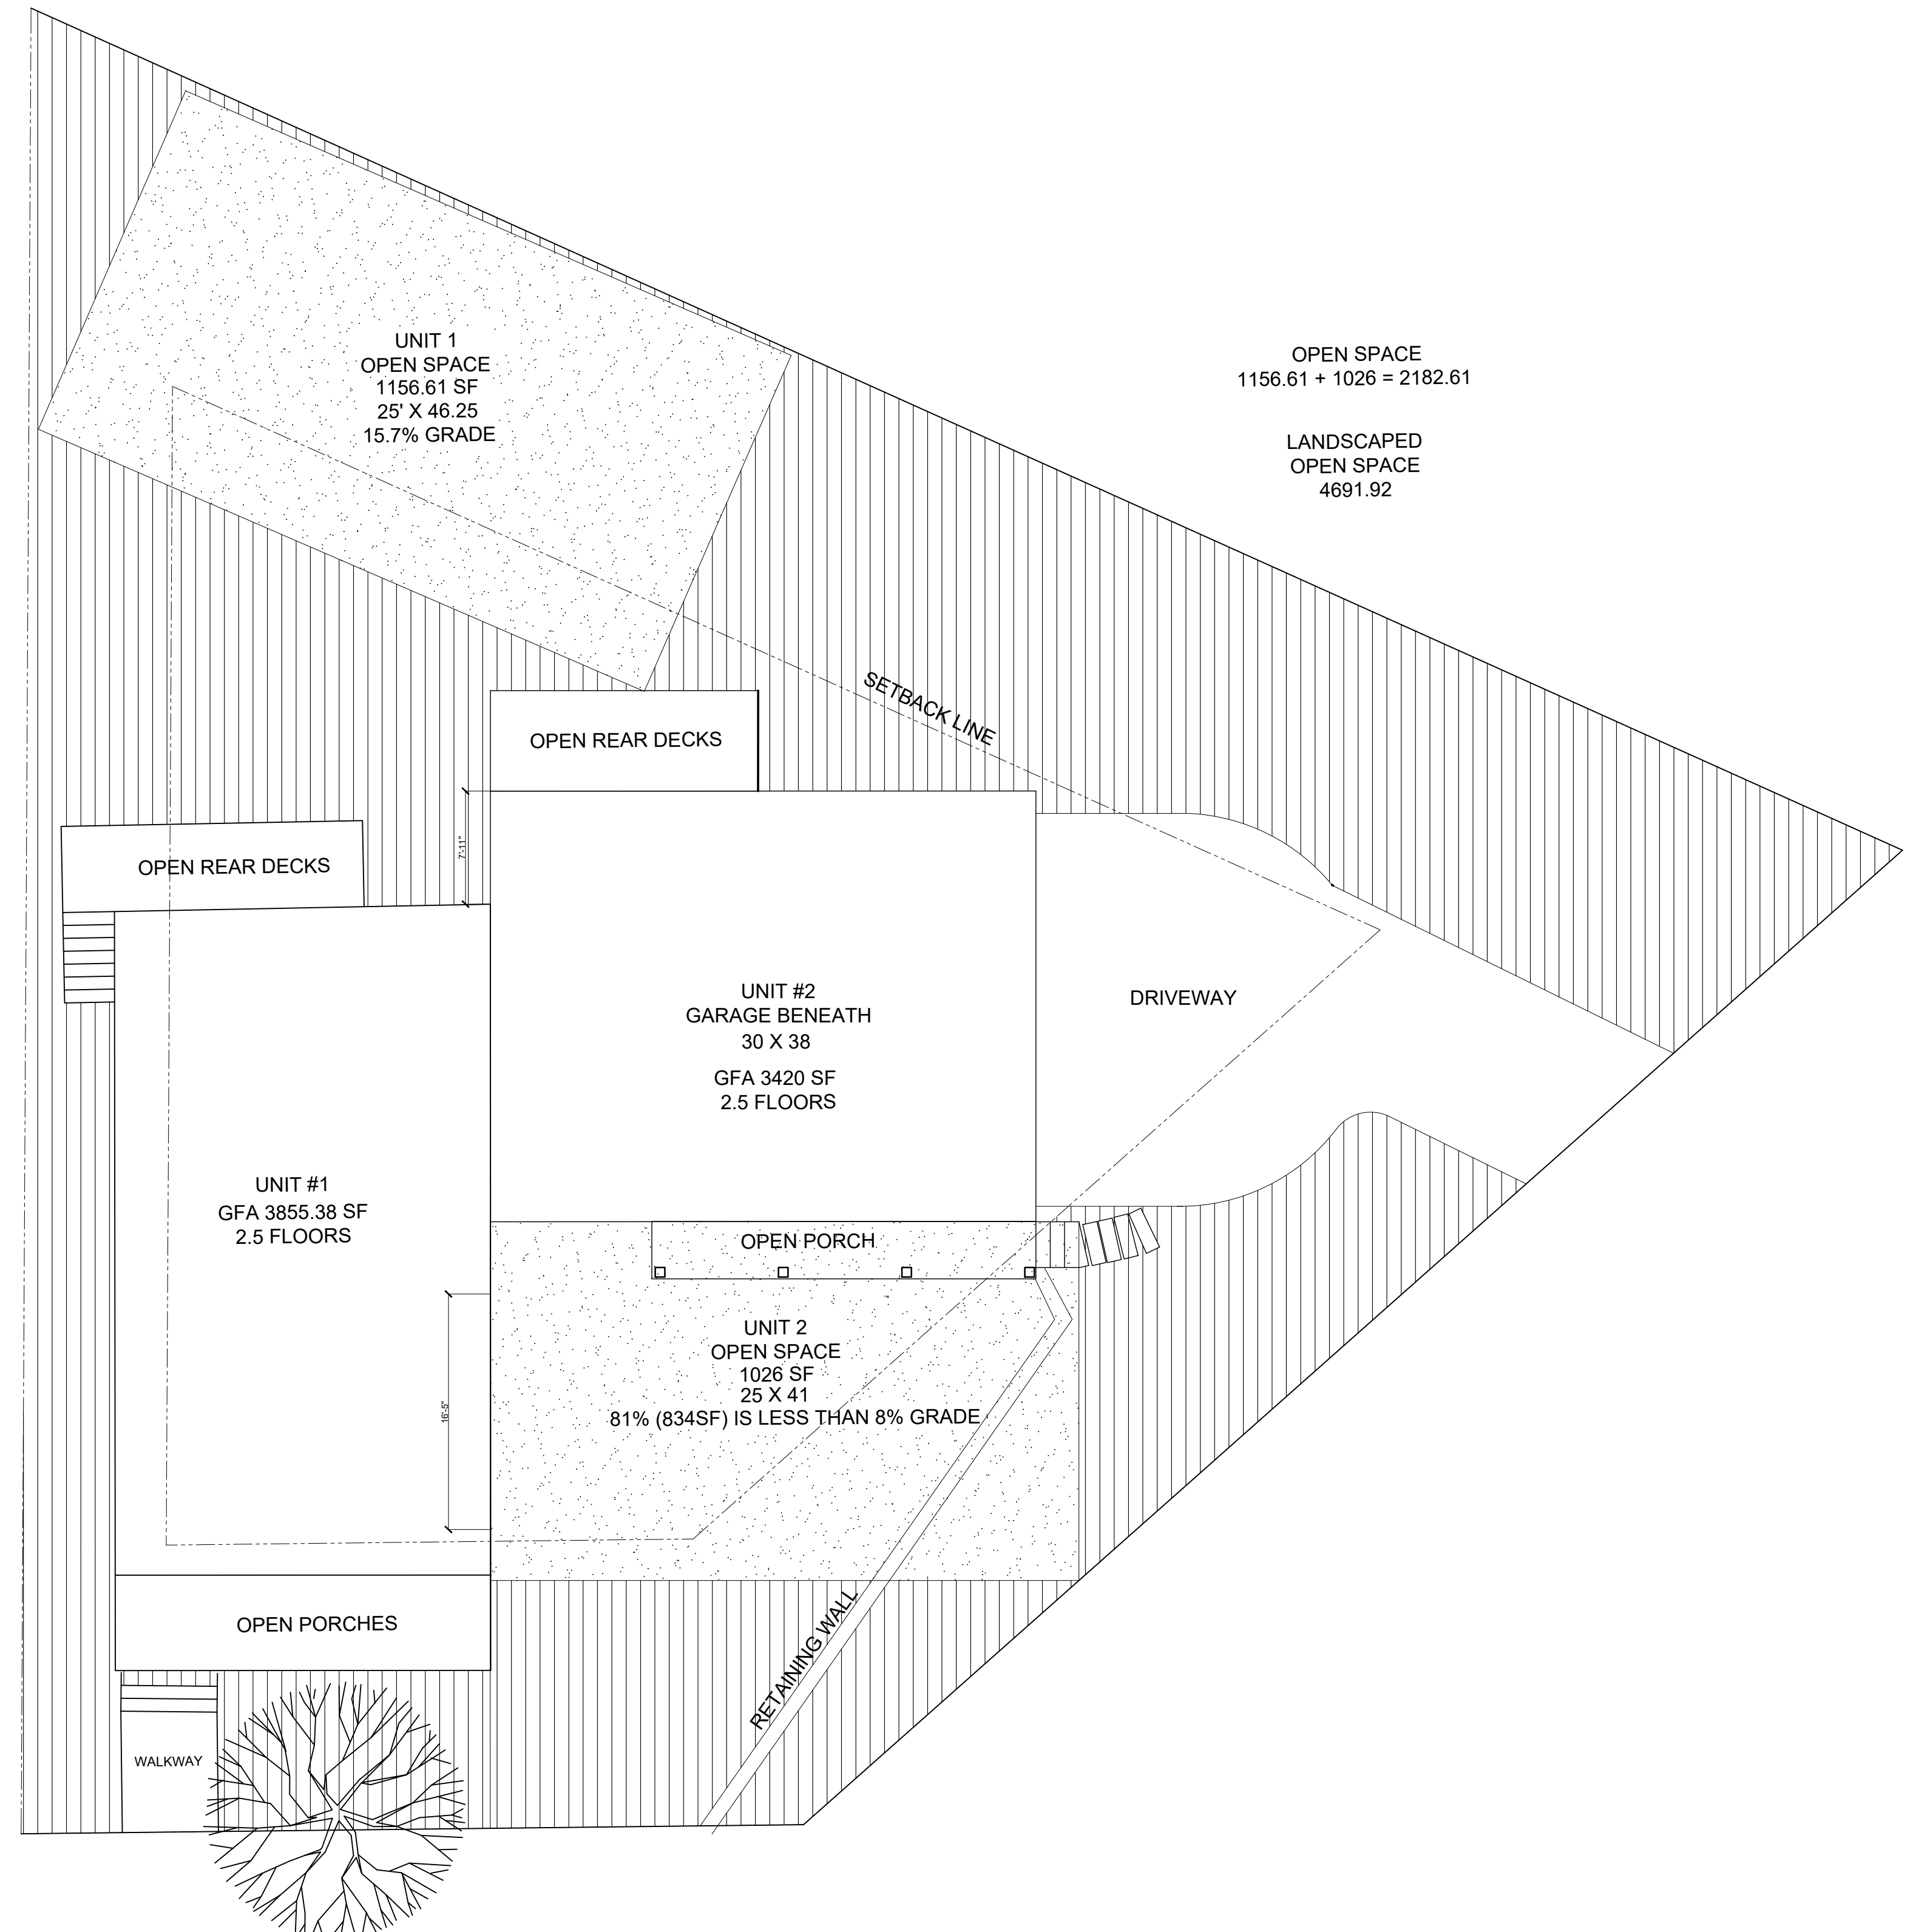 UNIT 1
OPEN SPACE
1156.61 SF
25' X 46.25
15.7% GRADE
OPEN SPACE
1156.61 + 1026 = 2182.61
LANDSCAPED
OPEN SPACE
4691.92
SETBACK LINE
OPEN REAR DECKS
7'-11"
OPEN REAR DECKS
UNIT #2
GARAGE BENEATH
30 X 38
GFA 3420 SF
2.5 FLOORS
DRIVEWAY
UNIT #1
GFA 3855.38 SF
2.5 FLOORS
OPEN PORCH
UNIT 2
OPEN SPACE
1026 SF
25 X 41
81% (834SF) IS LESS THAN 8% GRADE
16'-5"
OPEN PORCHES
RETAINING WALL
WALKWAY